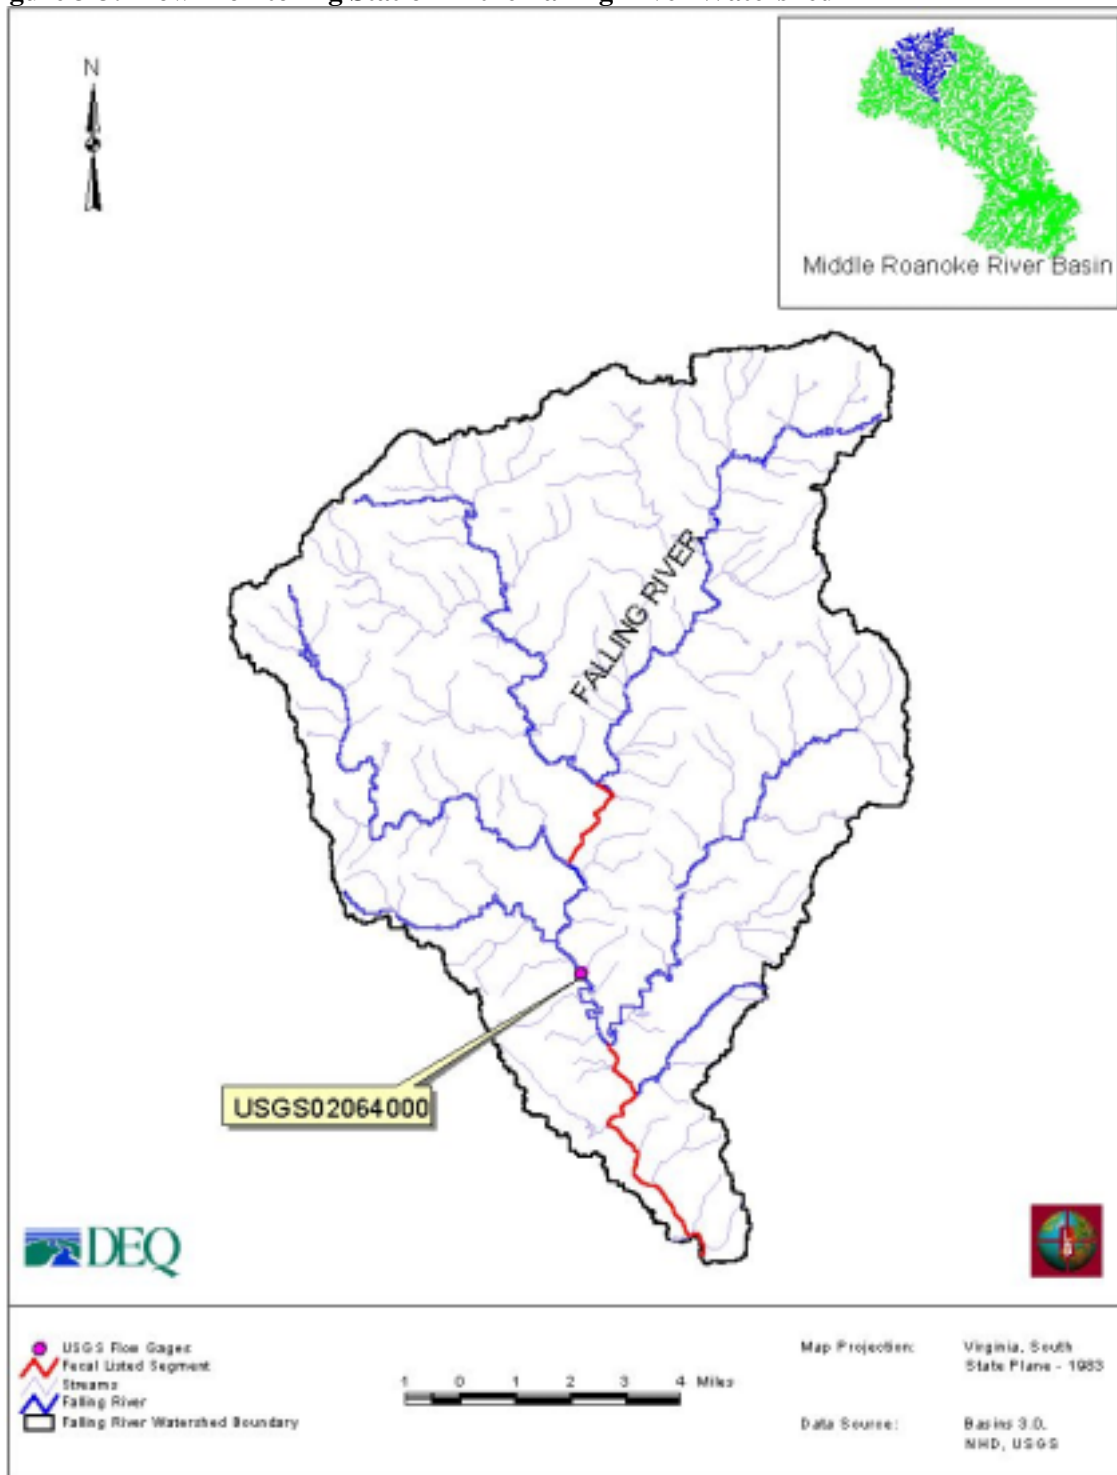 N
Middle Roanoke River Basin
FALLING RIVER
USGS02064000
DEQ
USGS Flow Gages
Fecal Listed Segment
Streams
Falling River
Falling River Watershed Boundary
1 0 1 2 3 4 Miles
Map Projection: Virginia, South
State Plane - 1983
Data Source: Basins 3.0,
NHD, USGS